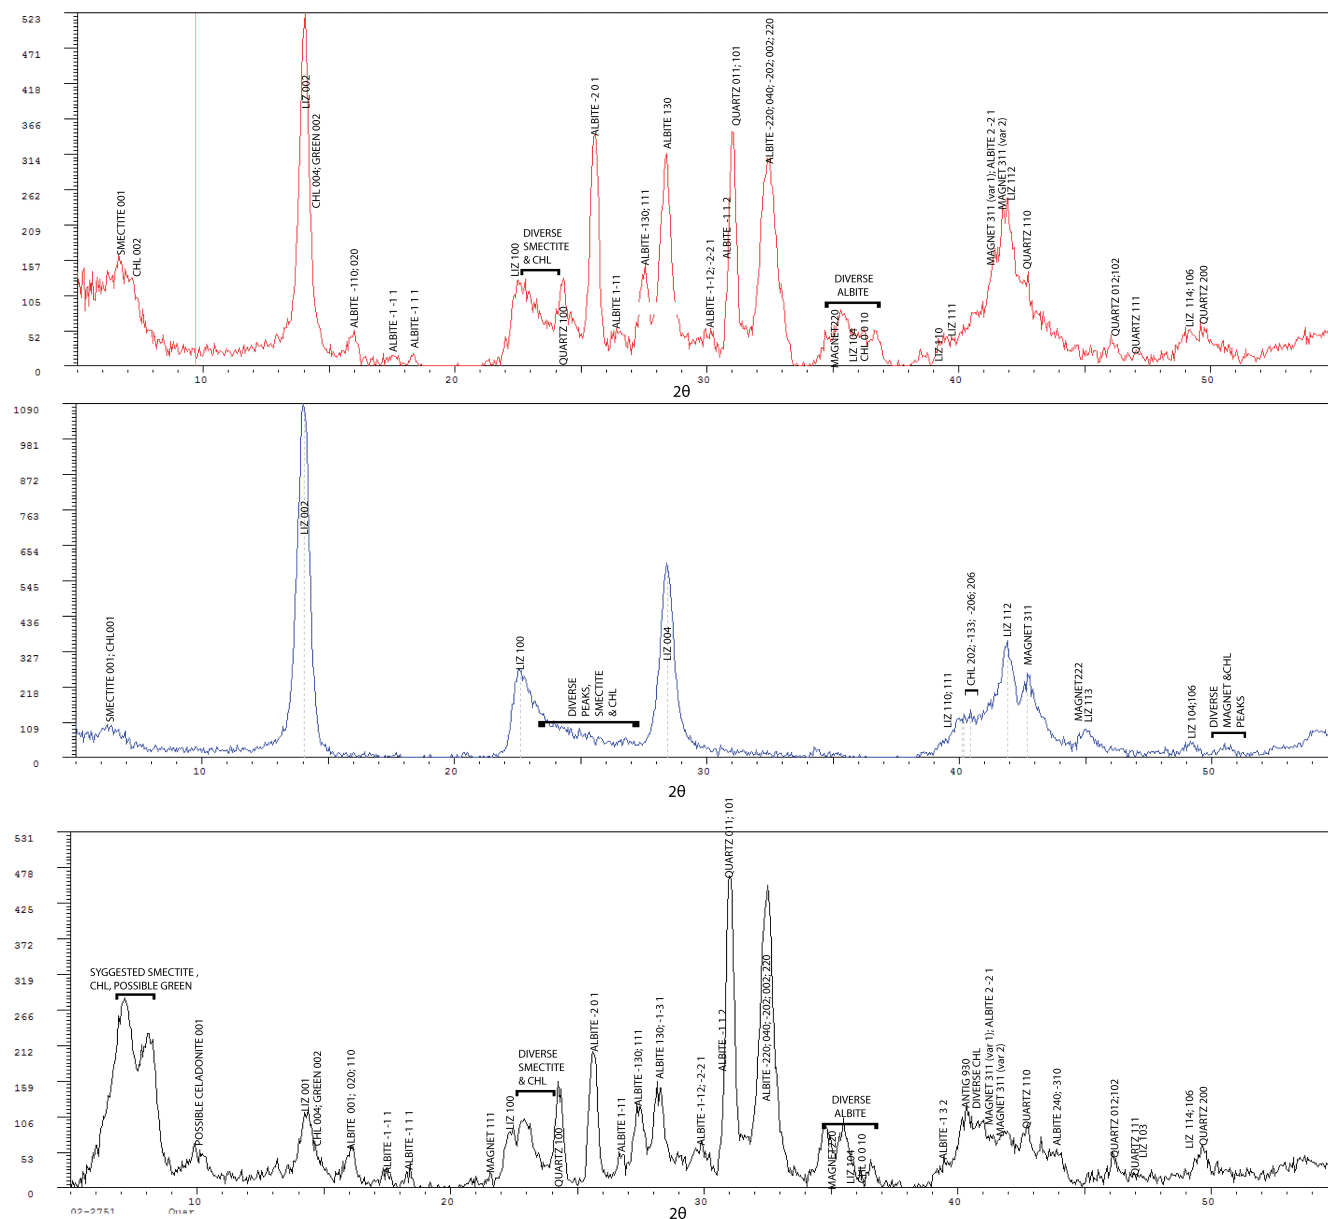 523
471
418
366
314
262
209
157
105
52
0
SMECTITE 001
CHL 002
LIZ 002
CHL 004; GREEN 002
ALBITE -110; 020
ALBITE -1 -1 1
ALBITE -1 1 1
LIZ 100
DIVERSE
SMECTITE
& CHL
QUARTZ 100
ALBITE -2 0 1
ALBITE 1-11
ALBITE -130; 111
ALBITE 130
ALBITE -1-12; -2-2 1
ALBITE -1 1 2
QUARTZ 011; 101
ALBITE -220; 040; -202; 002; 220
DIVERSE
ALBITE
MAGNET220
LIZ 104
CHL 0 0 10
LIZ 110
LIZ 111
MAGNET 311 (var 1); ALBITE 2 -2 1
MAGNET 311 (var 2)
LIZ 112
QUARTZ 110
QUARTZ 012;102
QUARTZ 111
LIZ 114; 106
QUARTZ 200
10
20
30
40
50
2θ
1090
981
872
763
654
545
436
327
218
109
0
SMECTITE 001; CHL001
LIZ 002
LIZ 100
DIVERSE
PEAKS,
SMECTITE
& CHL
LIZ 004
LIZ 110; 111
CHL 202; -133; -206; 206
LIZ 112
MAGNET 311
MAGNET222
LIZ 113
LIZ 104;106
DIVERSE
MAGNET &CHL
PEAKS
10
20
30
40
50
2θ
531
478
425
372
319
266
212
159
106
53
0
SYGGESTED SMECTITE ,
CHL, POSSIBLE GREEN
POSSIBLE CELADONITE 001
LIZ 001
CHL 004; GREEN 002
ALBITE 001; 020; 110
ALBITE -1 -11
ALBITE -1 11
MAGNET 111
LIZ 100
DIVERSE
SMECTITE
& CHL
QUARTZ 100
ALBITE -2 0 1
ALBITE 1-11
ALBITE -130; 111
ALBITE 130; -1-3 1
ALBITE -1-12; -2-2 1
ALBITE -1 1 2
QUARTZ 011; 101
ALBITE -220; 040; -202; 002; 220
DIVERSE
ALBITE
MAGNET220
LIZ 104
CHL 0 0 10
ALBITE -1 3 2
ANTIG 930
DIVERSE CHL
MAGNET 311 (var 1); ALBITE 2 -2 1
MAGNET 311 (var 2)
QUARTZ 110
ALBITE 240; -310
QUARTZ 012;102
QUARTZ 111
LIZ 103
LIZ 114; 106
QUARTZ 200
10
20
30
40
50
02-2751 Quar
2θ